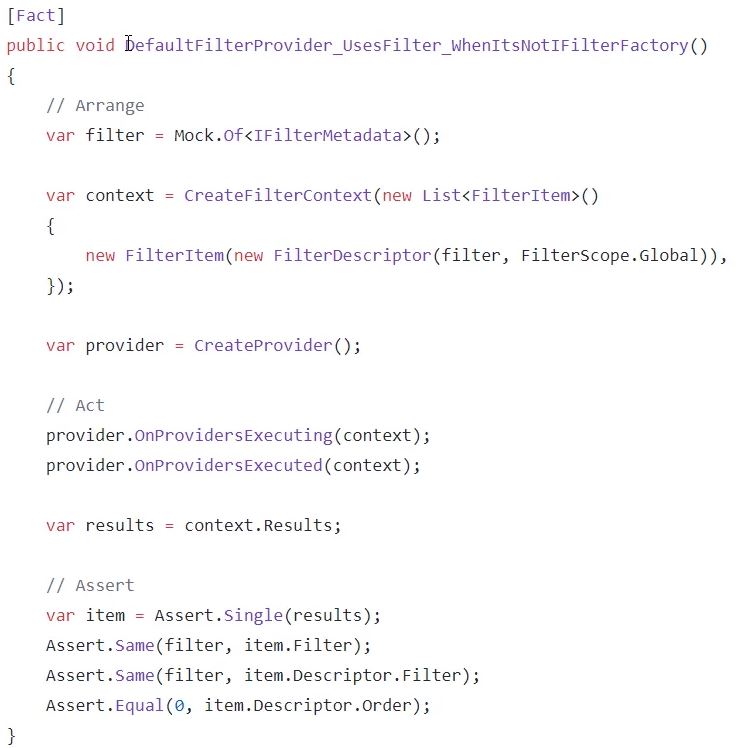 [Fact]
public void DefaultFilterProvider_UsesFilter_WhenItsNotIFilterFactory()
{
    // Arrange
    var filter = Mock.Of<IFilterMetadata>();
    var context = CreateFilterContext(new List<FilterItem>()
    {
        new FilterItem(new FilterDescriptor(filter, FilterScope.Global)),
    });
    var provider = CreateProvider();
    // Act
    provider.OnProvidersExecuting(context);
    provider.OnProvidersExecuted(context);
    var results = context.Results;
    // Assert
    var item = Assert.Single(results);
    Assert.Same(filter, item.Filter);
    Assert.Same(filter, item.Descriptor.Filter);
    Assert.Equal(0, item.Descriptor.Order);
}